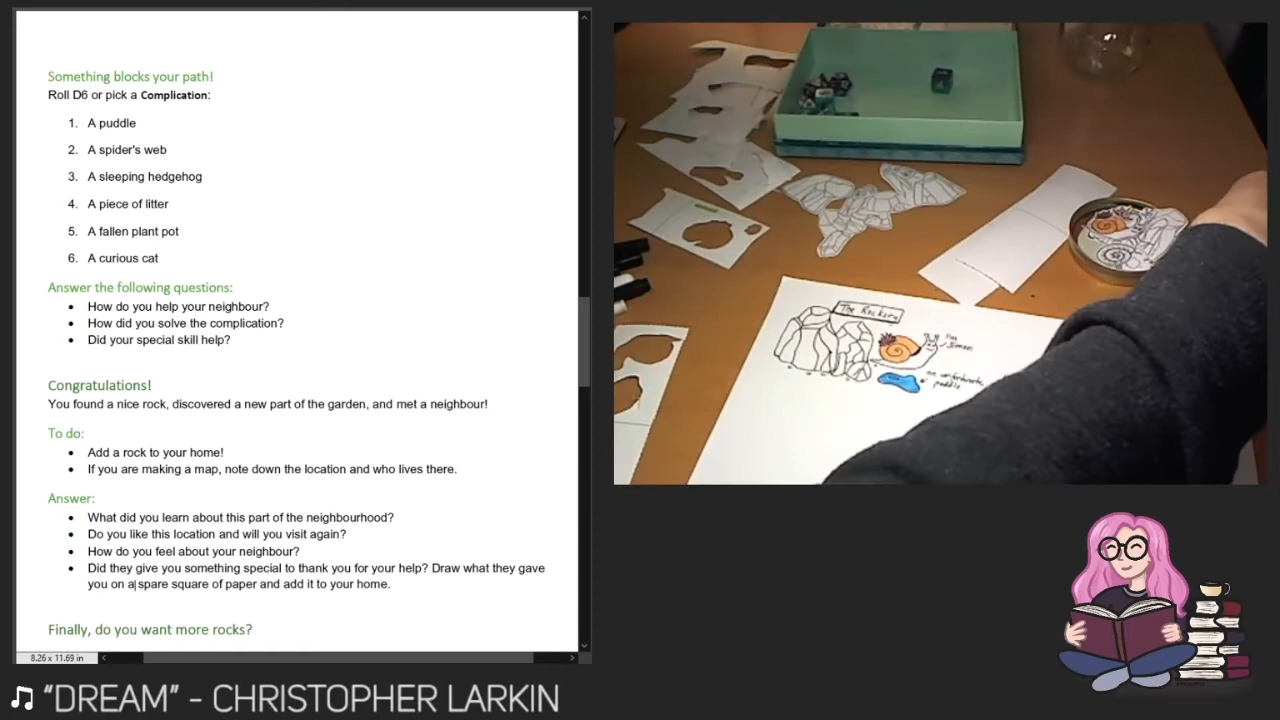 Something blocks your path!
Roll D6 or pick a Complication:
1. A puddle
2. A spider's web
3. A sleeping hedgehog
4. A piece of litter
5. A fallen plant pot
6. A curious cat
Answer the following questions:
• How do you help your neighbour?
• How did you solve the complication?
• Did your special skill help?
Congratulations!
You found a nice rock, discovered a new part of the garden, and met a neighbour!
To do:
• Add a rock to your home!
• If you are making a map, note down the location and who lives there.
Answer:
• What did you learn about this part of the neighbourhood?
• Do you like this location and will you visit again?
• How do you feel about your neighbour?
• Did they give you something special to thank you for your help? Draw what they gave
you on a spare square of paper and add it to your home.
Finally, do you want more rocks?
8.26 x 11.69 in
The Rockery
Simon
an unfortunate
puddle
"DREAM" - CHRISTOPHER LARKIN